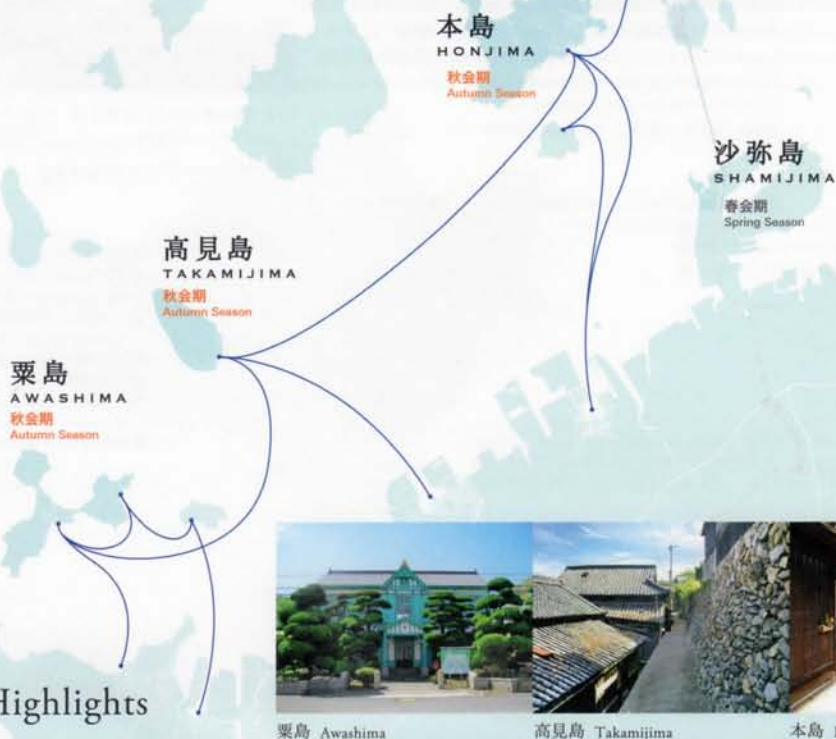 本島
HONJIMA
秋会期
Autumn Season
沙弥島
SHAMIJIMA
春会期
Spring Season
高見島
TAKAMIJIMA
秋会期
Autumn Season
粟島
AWASHIMA
秋会期
Autumn Season
Highlights
粟島 Awashima
高見島 Takamijima
本島